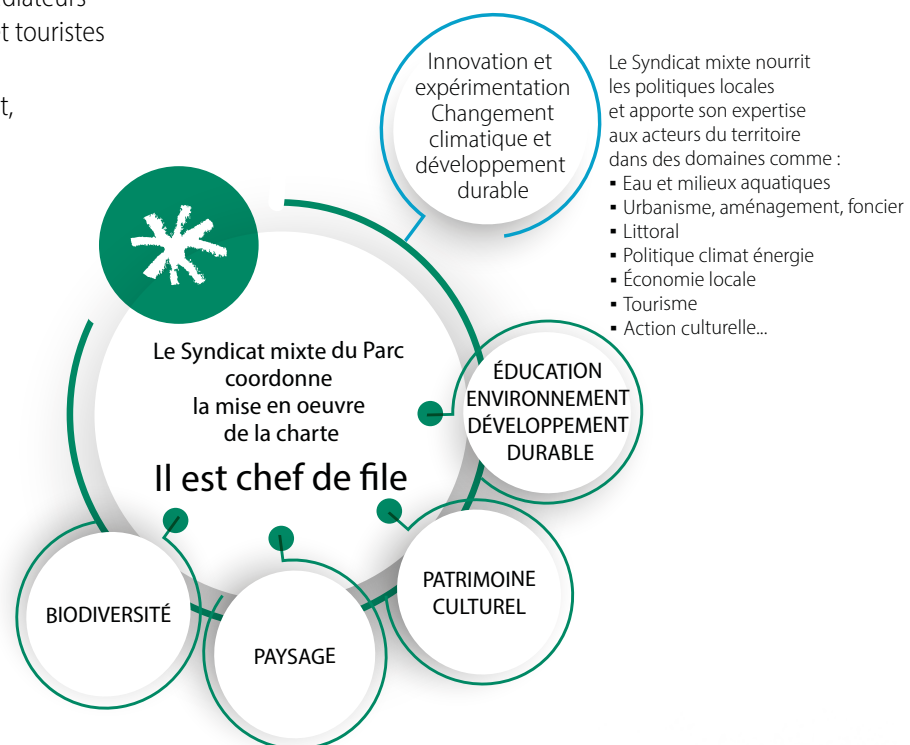 et touristes
Innovation et
expérimentation
Changement
climatique et
développement
durable
Le Syndicat mixte nourrit
les politiques locales
et apporte son expertise
aux acteurs du territoire
dans des domaines comme :
▪ Eau et milieux aquatiques
▪ Urbanisme, aménagement, foncier
▪ Littoral
▪ Politique climat énergie
▪ Économie locale
▪ Tourisme
▪ Action culturelle...
Le Syndicat mixte du Parc
coordonne
la mise en oeuvre
de la charte
Il est chef de file
ÉDUCATION
ENVIRONNEMENT
DÉVELOPPEMENT
DURABLE
PATRIMOINE
CULTUREL
PAYSAGE
BIODIVERSITÉ